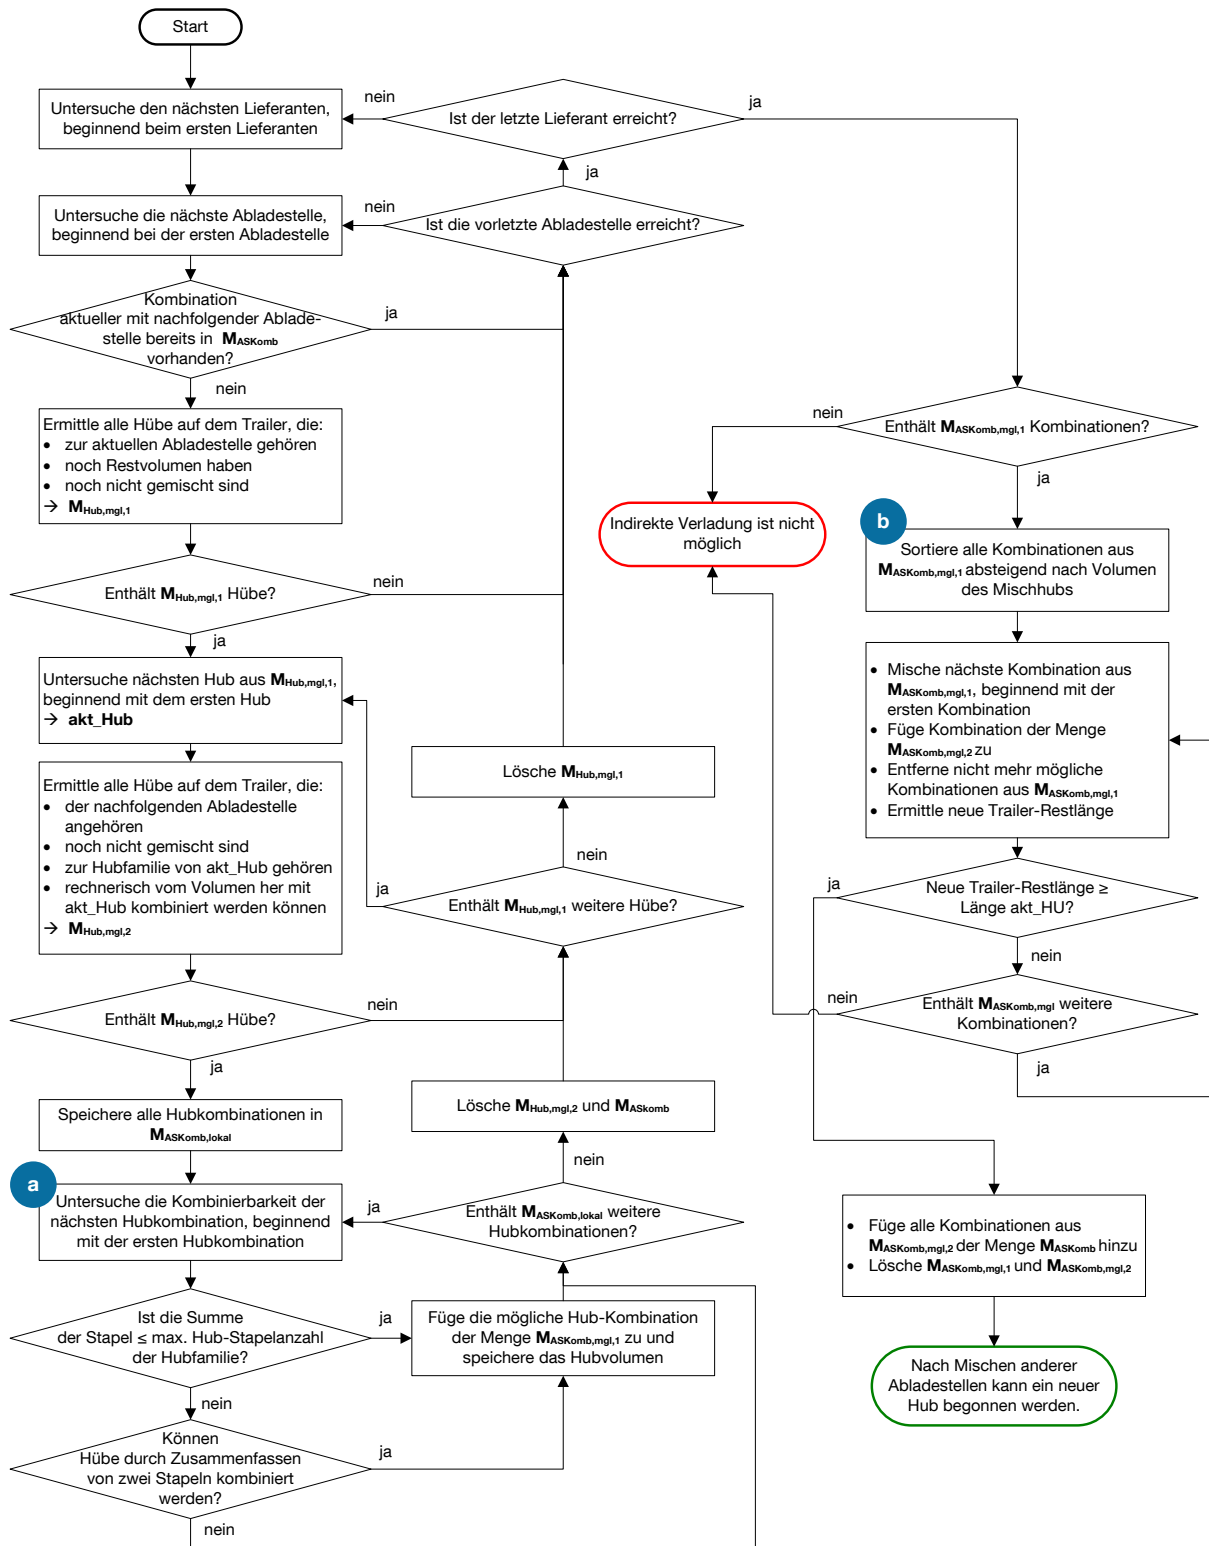 Start
Untersuche den nächsten Lieferanten,
beginnend beim ersten Lieferanten
nein
Ist der letzte Lieferant erreicht?
ja
ja
Untersuche die nächste Abladestelle,
beginnend bei der ersten Abladestelle
nein
Ist die vorletzte Abladestelle erreicht?
Kombination
aktueller mit nachfolgender Ablade-
stelle bereits in MASKomb
vorhanden?
ja
nein
Ermittle alle Hübe auf dem Trailer, die:
• zur aktuellen Abladestelle gehören
• noch Restvolumen haben
• noch nicht gemischt sind
→ MHub,mgl,1
Enthält MHub,mgl,1 Hübe?
nein
ja
Untersuche nächsten Hub aus MHub,mgl,1,
beginnend mit dem ersten Hub
→ akt_Hub
Ermittle alle Hübe auf dem Trailer, die:
• der nachfolgenden Abladestelle
angehören
• noch nicht gemischt sind
• zur Hubfamilie von akt_Hub gehören
• rechnerisch vom Volumen her mit
akt_Hub kombiniert werden können
→ MHub,mgl,2
Enthält MHub,mgl,2 Hübe?
nein
ja
Speichere alle Hubkombinationen in
MASKomb,lokal
a
Untersuche die Kombinierbarkeit der
nächsten Hubkombination, beginnend
mit der ersten Hubkombination
Ist die Summe
der Stapel ≤ max. Hub-Stapelanzahl
der Hubfamilie?
ja
nein
Können
Hübe durch Zusammenfassen
von zwei Stapeln kombiniert
werden?
ja
nein
Lösche MHub,mgl,1
nein
ja
Enthält MHub,mgl,1 weitere Hübe?
Lösche MHub,mgl,2 und MASkomb
nein
ja
Enthält MASKomb,lokal weitere
Hubkombinationen?
Füge die mögliche Hub-Kombination
der Menge MASKomb,mgl,1 zu und
speichere das Hubvolumen
nein
Enthält MASKomb,mgl,1 Kombinationen?
ja
Indirekte Verladung ist nicht
möglich
b
Sortiere alle Kombinationen aus
MASKomb,mgl,1 absteigend nach Volumen
des Mischhubs
• Mische nächste Kombination aus
MASKomb,mgl,1, beginnend mit der
ersten Kombination
• Füge Kombination der Menge
MASKomb,mgl,2 zu
• Entferne nicht mehr mögliche
Kombinationen aus MASKomb,mgl,1
• Ermittle neue Trailer-Restlänge
ja
Neue Trailer-Restlänge ≥
Länge akt_HU?
nein
nein
Enthält MASKomb,mgl weitere
Kombinationen?
ja
• Füge alle Kombinationen aus
MASKomb,mgl,2 der Menge MASKomb hinzu
• Lösche MASKomb,mgl,1 und MASKomb,mgl,2
Nach Mischen anderer
Abladestellen kann ein neuer
Hub begonnen werden.